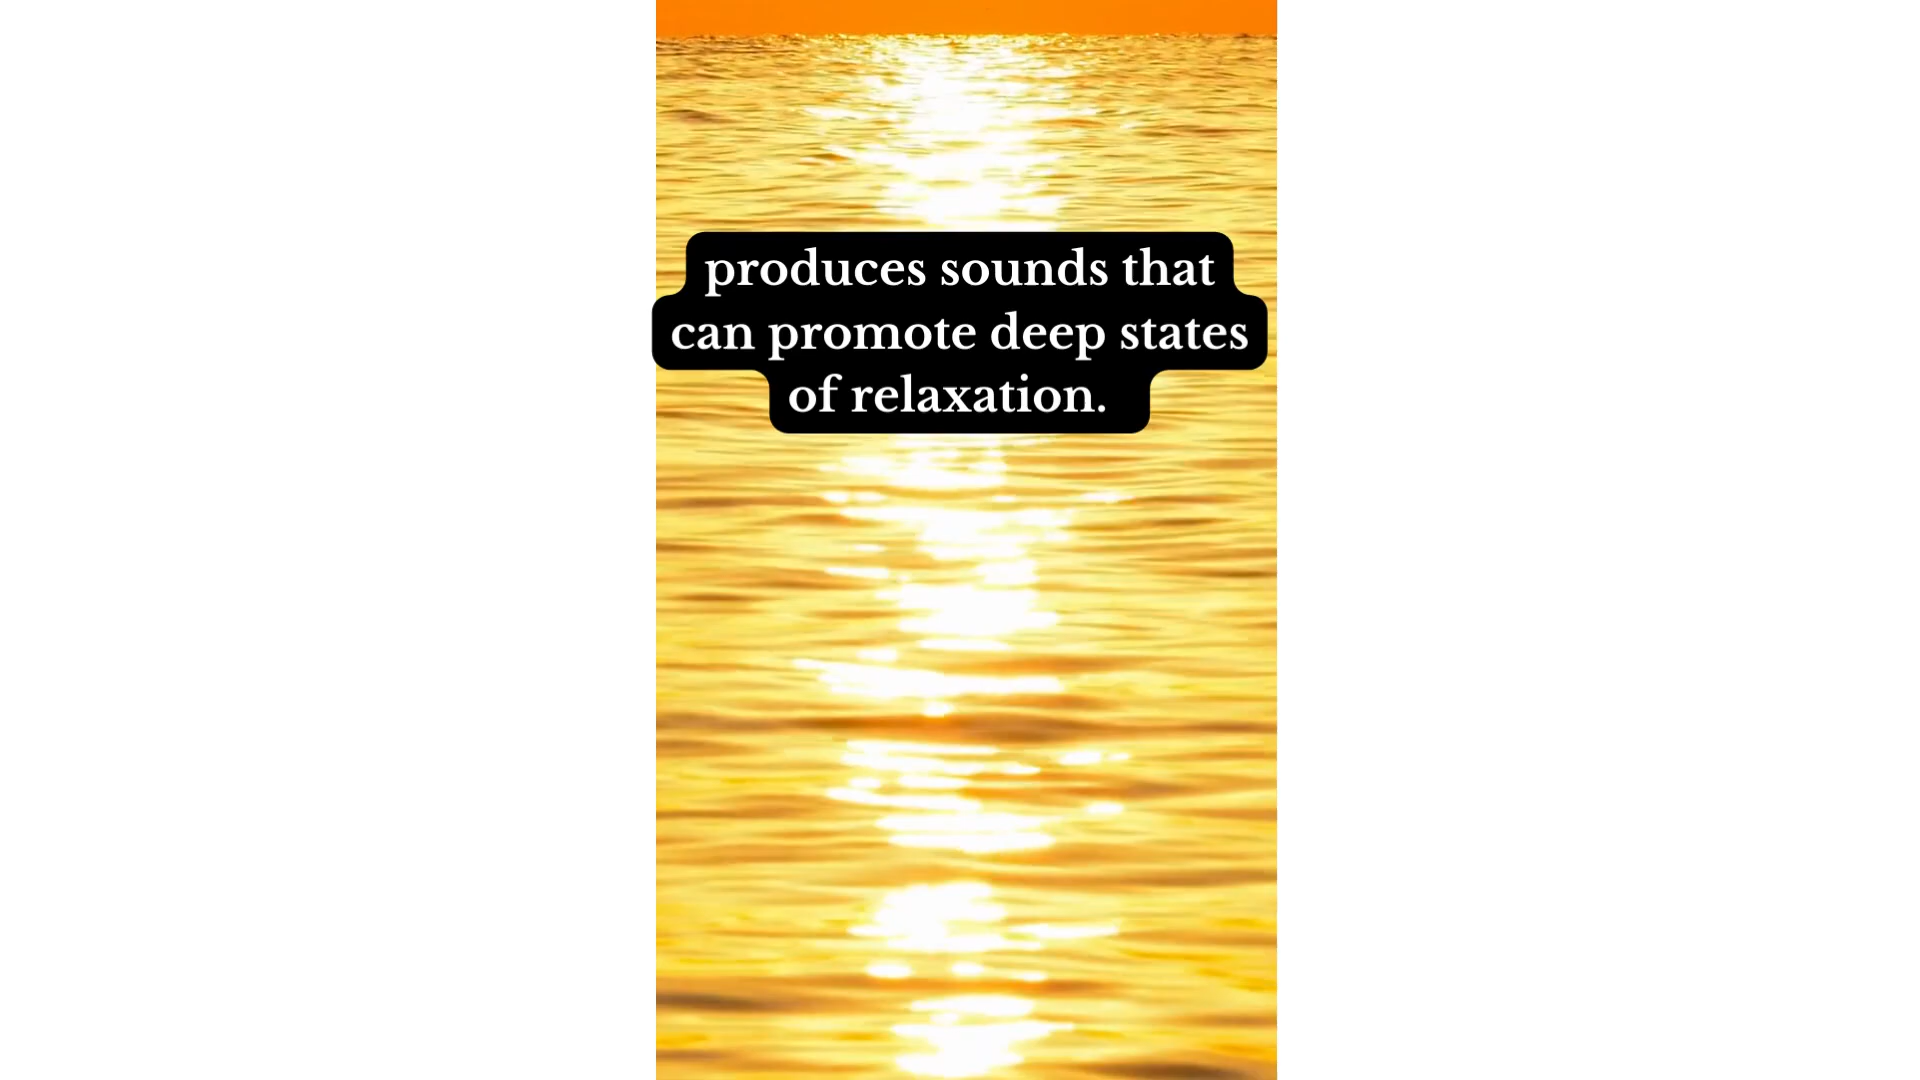 produces sounds that
can promote deep states
of relaxation.